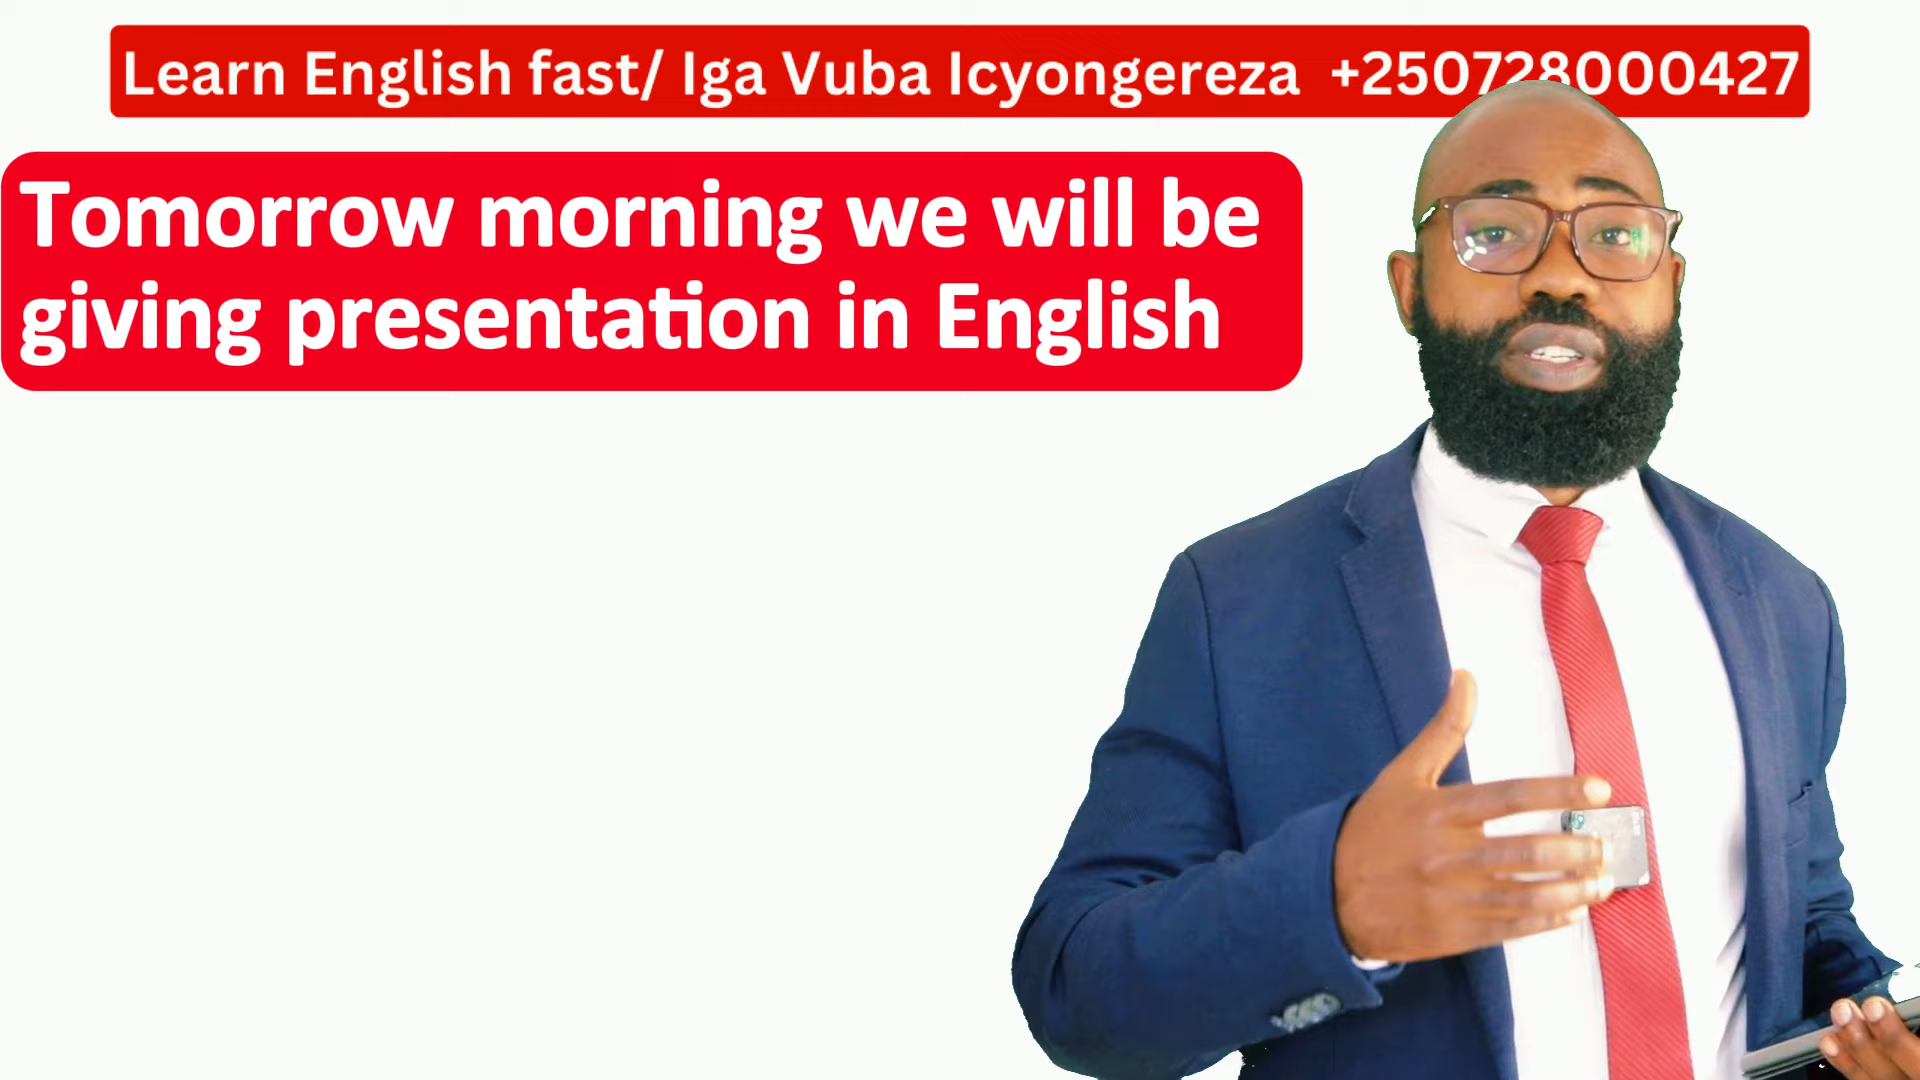 Learn English fast/ Iga Vuba Icyongereza +250728000427
Tomorrow morning we will be
giving presentation in English